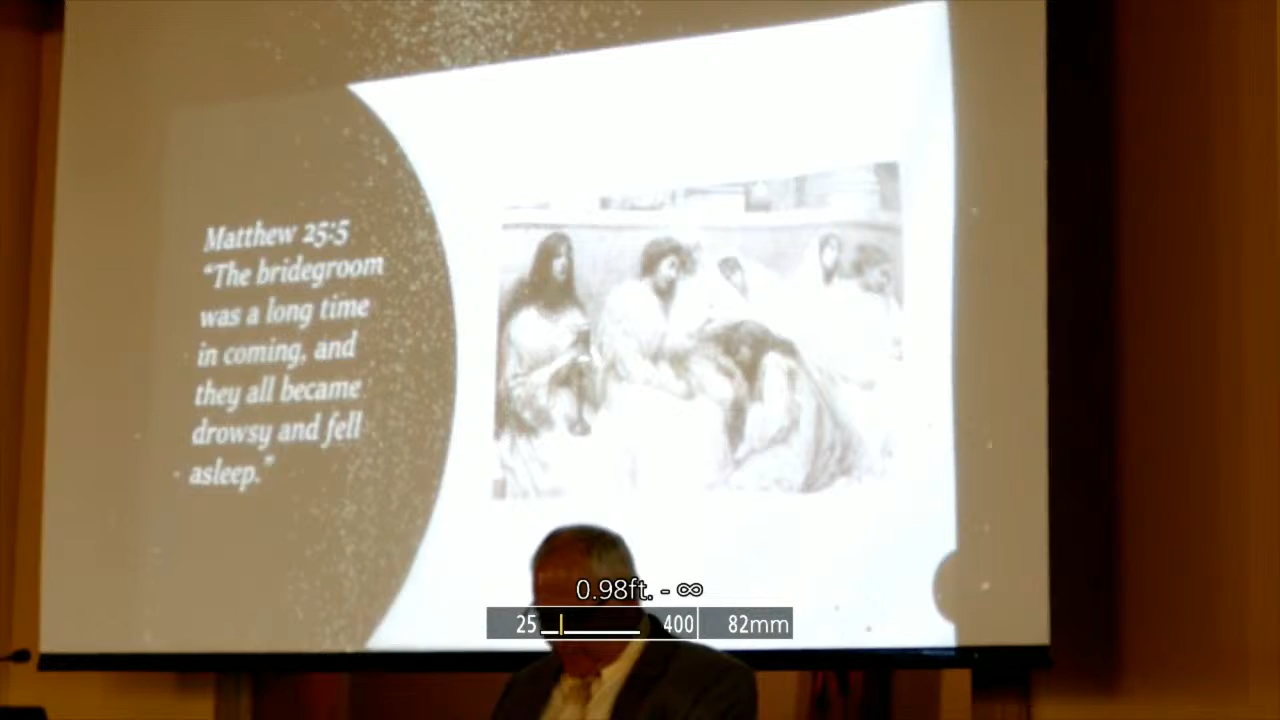 Matthew 25:5
“The bridegroom
was a long time
in coming, and
they all became
drowsy and fell
asleep.”
0.98ft. - ∞
25 400 82mm